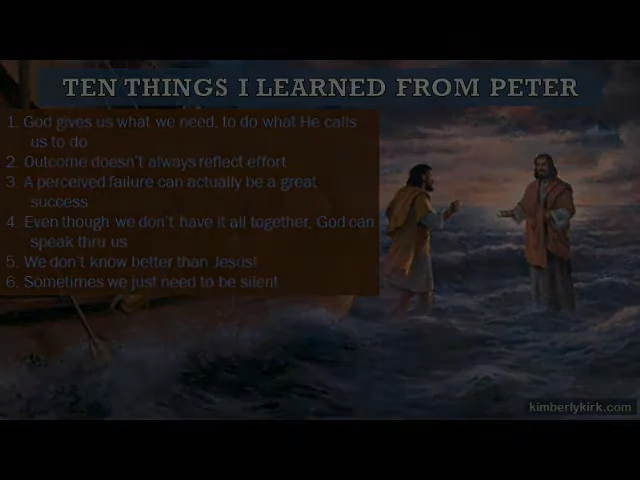 TEN THINGS I LEARNED FROM PETER
1. God gives us what we need, to do what He calls
us to do
2. Outcome doesn't always reflect effort
3. A perceived failure can actually be a great
success
4. Even though we don't have it all together, God can
speak thru us
5. We don't know better than Jesus!
6. Sometimes we just need to be silent
kimberlykirk.com